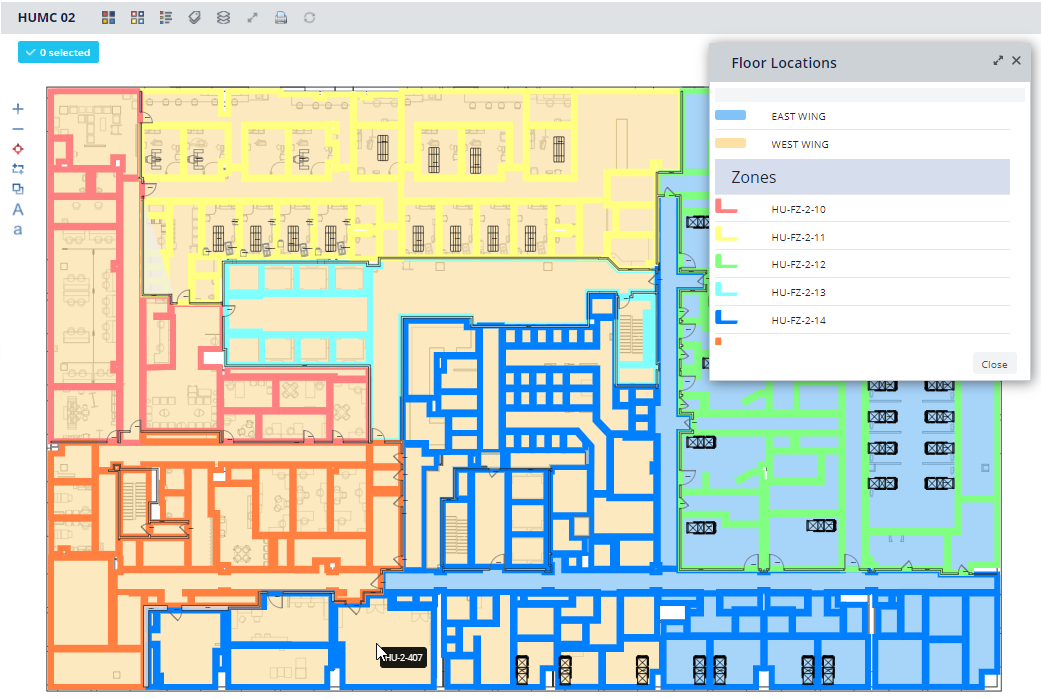 HUMC 02
0 selected
Floor Locations
EAST WING
WEST WING
Zones
HU-FZ-2-10
HU-FZ-2-11
HU-FZ-2-12
HU-FZ-2-13
HU-FZ-2-14
Close
A
a
HU-2-407